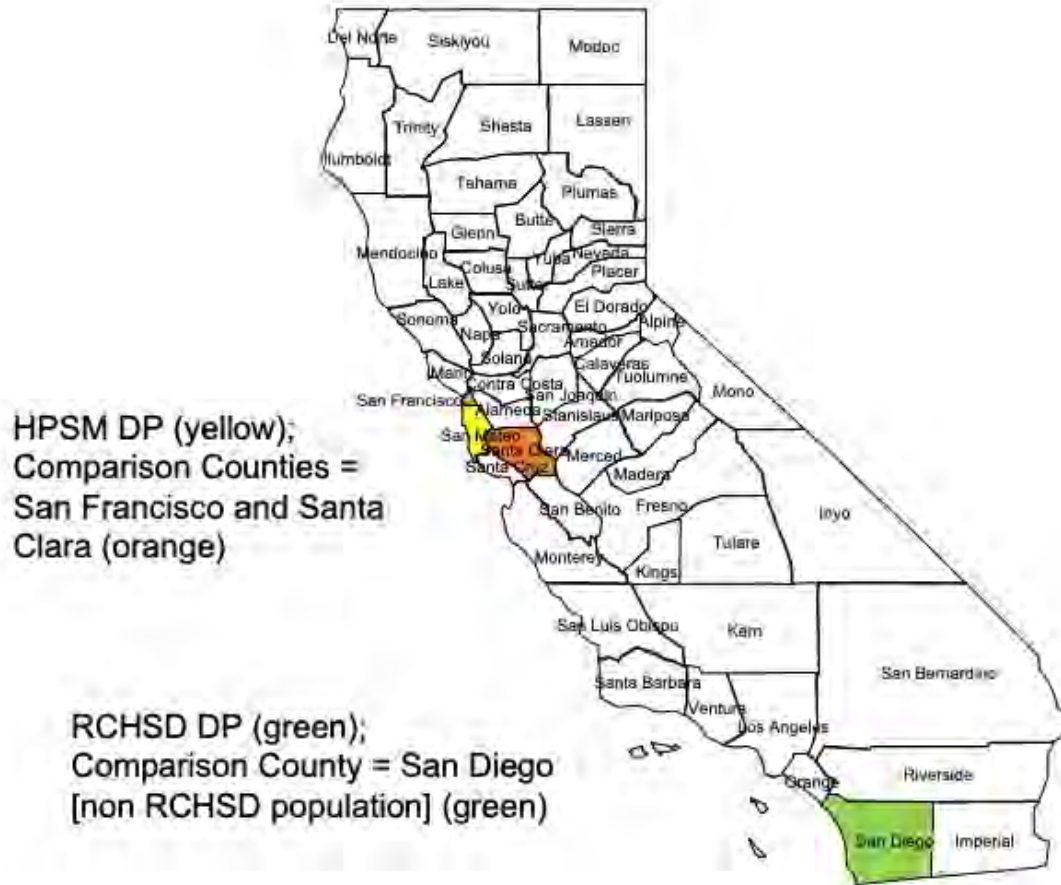 Del Norte
Siskiyou
Modoc
Trinity
Shasta
Lassen
Humboldt
Tahama
Plumas
Butte
Glenn
Sierra
Mendocino
Yuba
Nevada
Colusa
Placer
Lake
Sutter
El Dorado
Yolo
Sonoma
Sacramento
Alpine
Napa
Amador
Solano
Calaveras
Marin
Tuolumne
Contra Costa
Mono
San Joaquin
San Francisco
Alameda
Stanislaus
Mariposa
San Mateo
Santa Clara
Merced
Santa Cruz
Madera
Fresno
San Benito
Inyo
Tulare
Monterey
Kings
HPSM DP (yellow);
Comparison Counties =
San Francisco and Santa
Clara (orange)
San Luis Obispo
Kern
San Bernardino
Santa Barbara
Ventura
Los Angeles
Orange
Riverside
San Diego
Imperial
RCHSD DP (green);
Comparison County = San Diego
[non RCHSD population] (green)